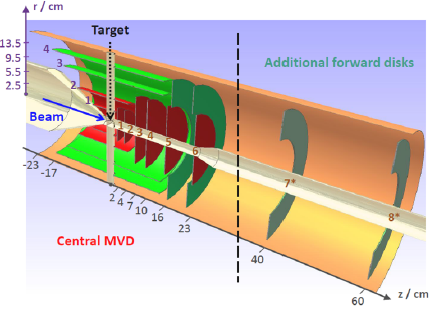 r / cm
Target
13.5
9.5
5.5
2.5
4
3
2
1
Additional forward disks
Beam
1 2 3 4 5 6
7*
8*
-23
-17
2 4 7 10 16 23
40
60
z / cm
Central MVD